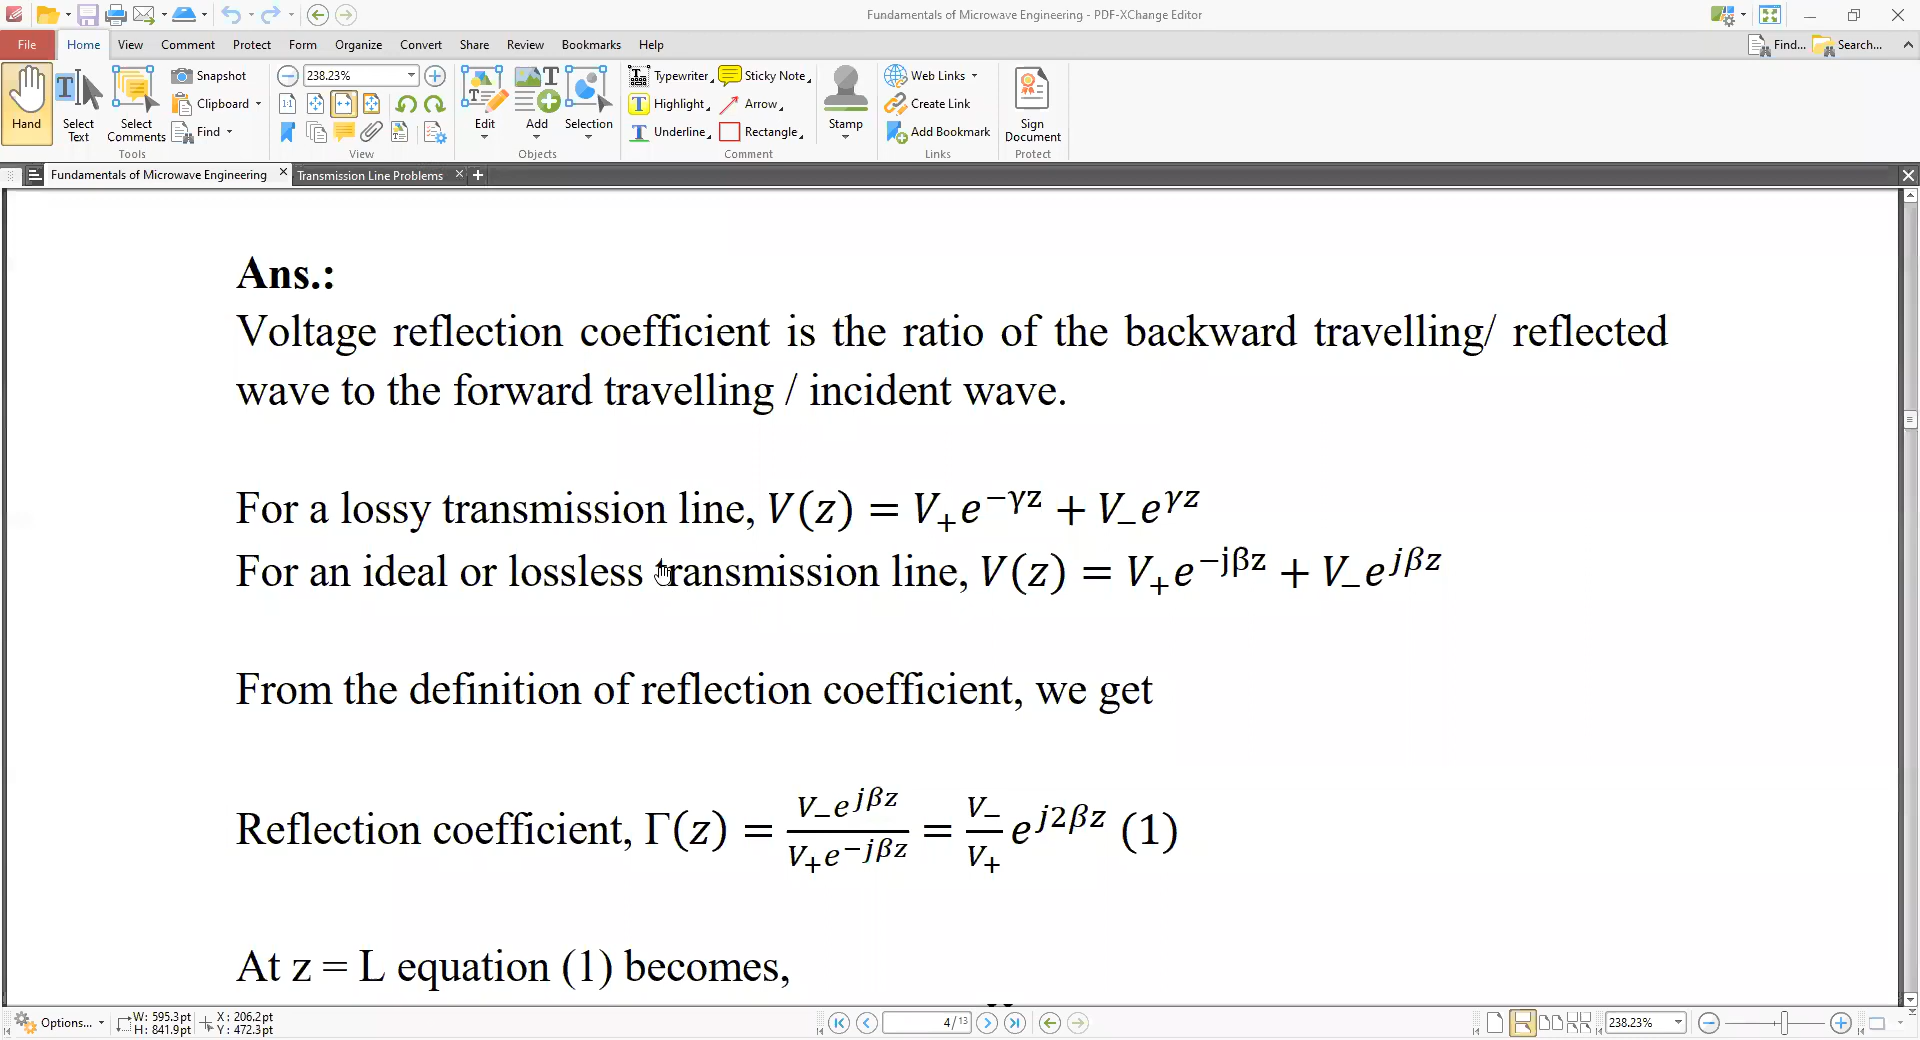 Fundamentals of Microwave Engineering - PDF-XChange Editor
File Home View Comment Protect Form Organize Convert Share Review Bookmarks Help Find... Search...
Hand
Select Text
Select Comments
Snapshot
Clipboard
Find
Tools
238.23%
1:1
View
Edit
Add
Selection
Objects
Typewriter
Sticky Note
Highlight
Arrow
Underline
Rectangle
Stamp
Comment
Web Links
Create Link
Add Bookmark
Links
Sign Document
Protect
Fundamentals of Microwave Engineering
Transmission Line Problems
Ans.:
Voltage reflection coefficient is the ratio of the backward travelling/ reflected
wave to the forward travelling / incident wave.
For a lossy transmission line, V(z) = V₊e^{−γz} + V₋e^{γz}
For an ideal or lossless transmission line, V(z) = V₊e^{−jβz} + V₋e^{jβz}
From the definition of reflection coefficient, we get
Reflection coefficient, Γ(z) = V₋e^{jβz} / V₊e^{−jβz} = V₋ / V₊ e^{j2βz} (1)
At z = L equation (1) becomes,
Options... W: 595.3pt X: 206.2pt 4/13 238.23%
H: 841.9pt Y: 472.3pt